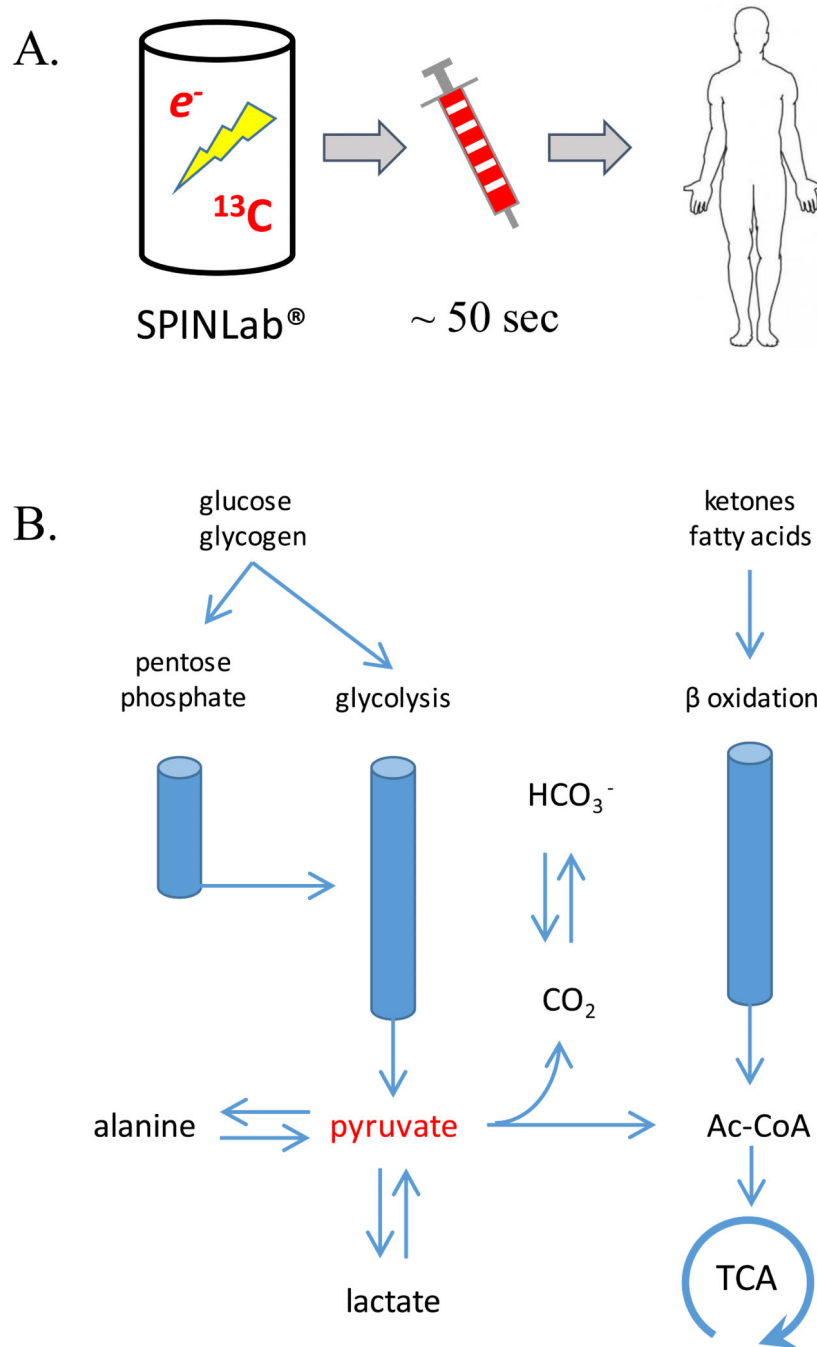 A.
e-
13C
SPINLab®
~ 50 sec
B.
glucose
glycogen
ketones
fatty acids
pentose
phosphate
glycolysis
β oxidation
HCO3 -
CO2
alanine
pyruvate
Ac-CoA
lactate
TCA